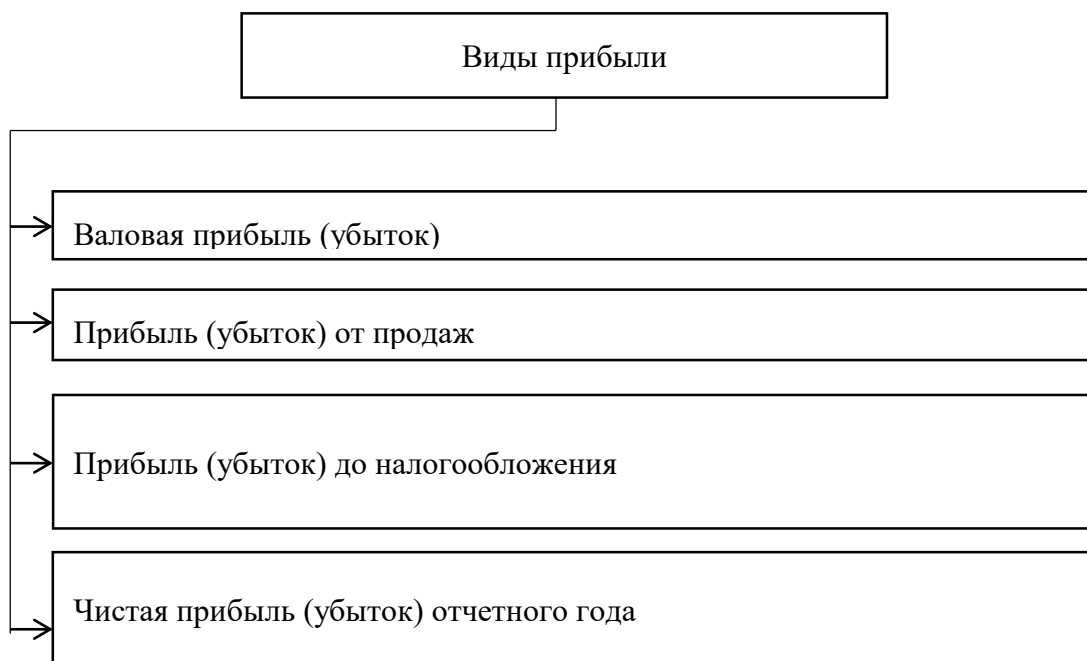 Виды прибыли
Валовая прибыль (убыток)
Прибыль (убыток) от продаж
Прибыль (убыток) до налогообложения
Чистая прибыль (убыток) отчетного года